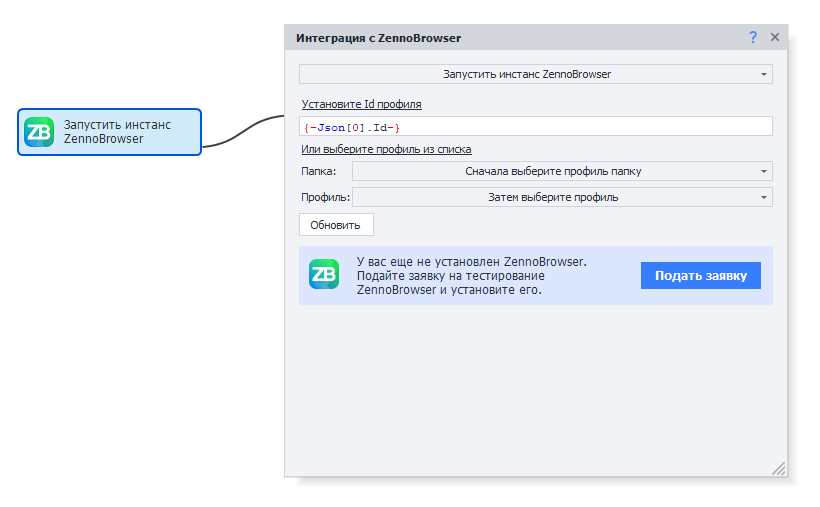 Интеграция с ZennoBrowser
?
Запустить инстанс ZennoBrowser
ZB
Запустить инстанс
ZennoBrowser
Установите Id профиля
{-Json[0].Id-}
Или выберите профиль из списка
Папка: Сначала выберите профиль папку
Профиль: Затем выберите профиль
Обновить
ZB
У вас еще не установлен ZennoBrowser.
Подайте заявку на тестирование
ZennoBrowser и установите его.
Подать заявку